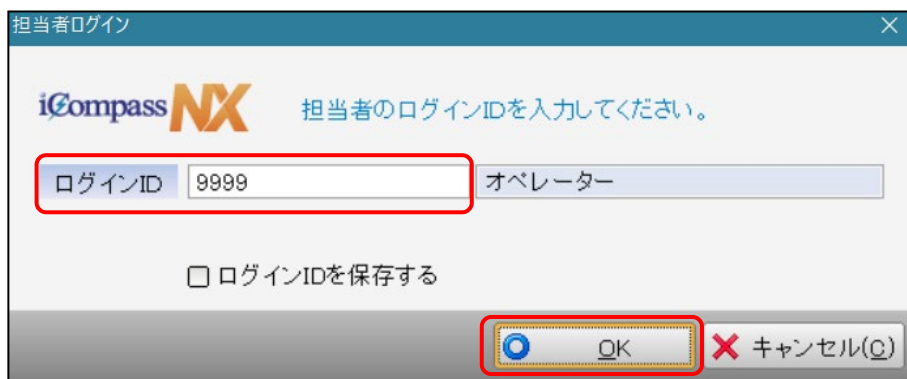 担当者ログイン
iCompass NX 担当者のログインIDを入力してください。
ログインID 9999 オペレーター
ログインIDを保存する
OK キャンセル(C)